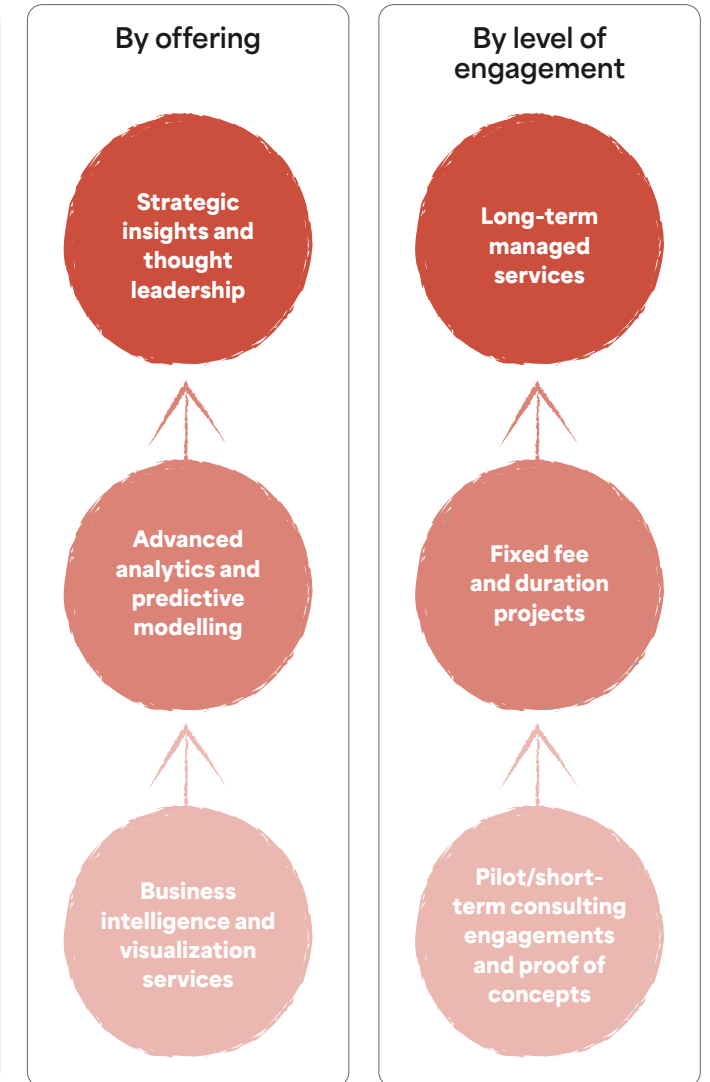 By offering
Strategic
insights and
thought
leadership
Advanced
analytics and
predictive
modelling
Business
intelligence and
visualization
services
By level of
engagement
Long-term
managed
services
Fixed fee
and duration
projects
Pilot/short-
term consulting
engagements
and proof of
concepts